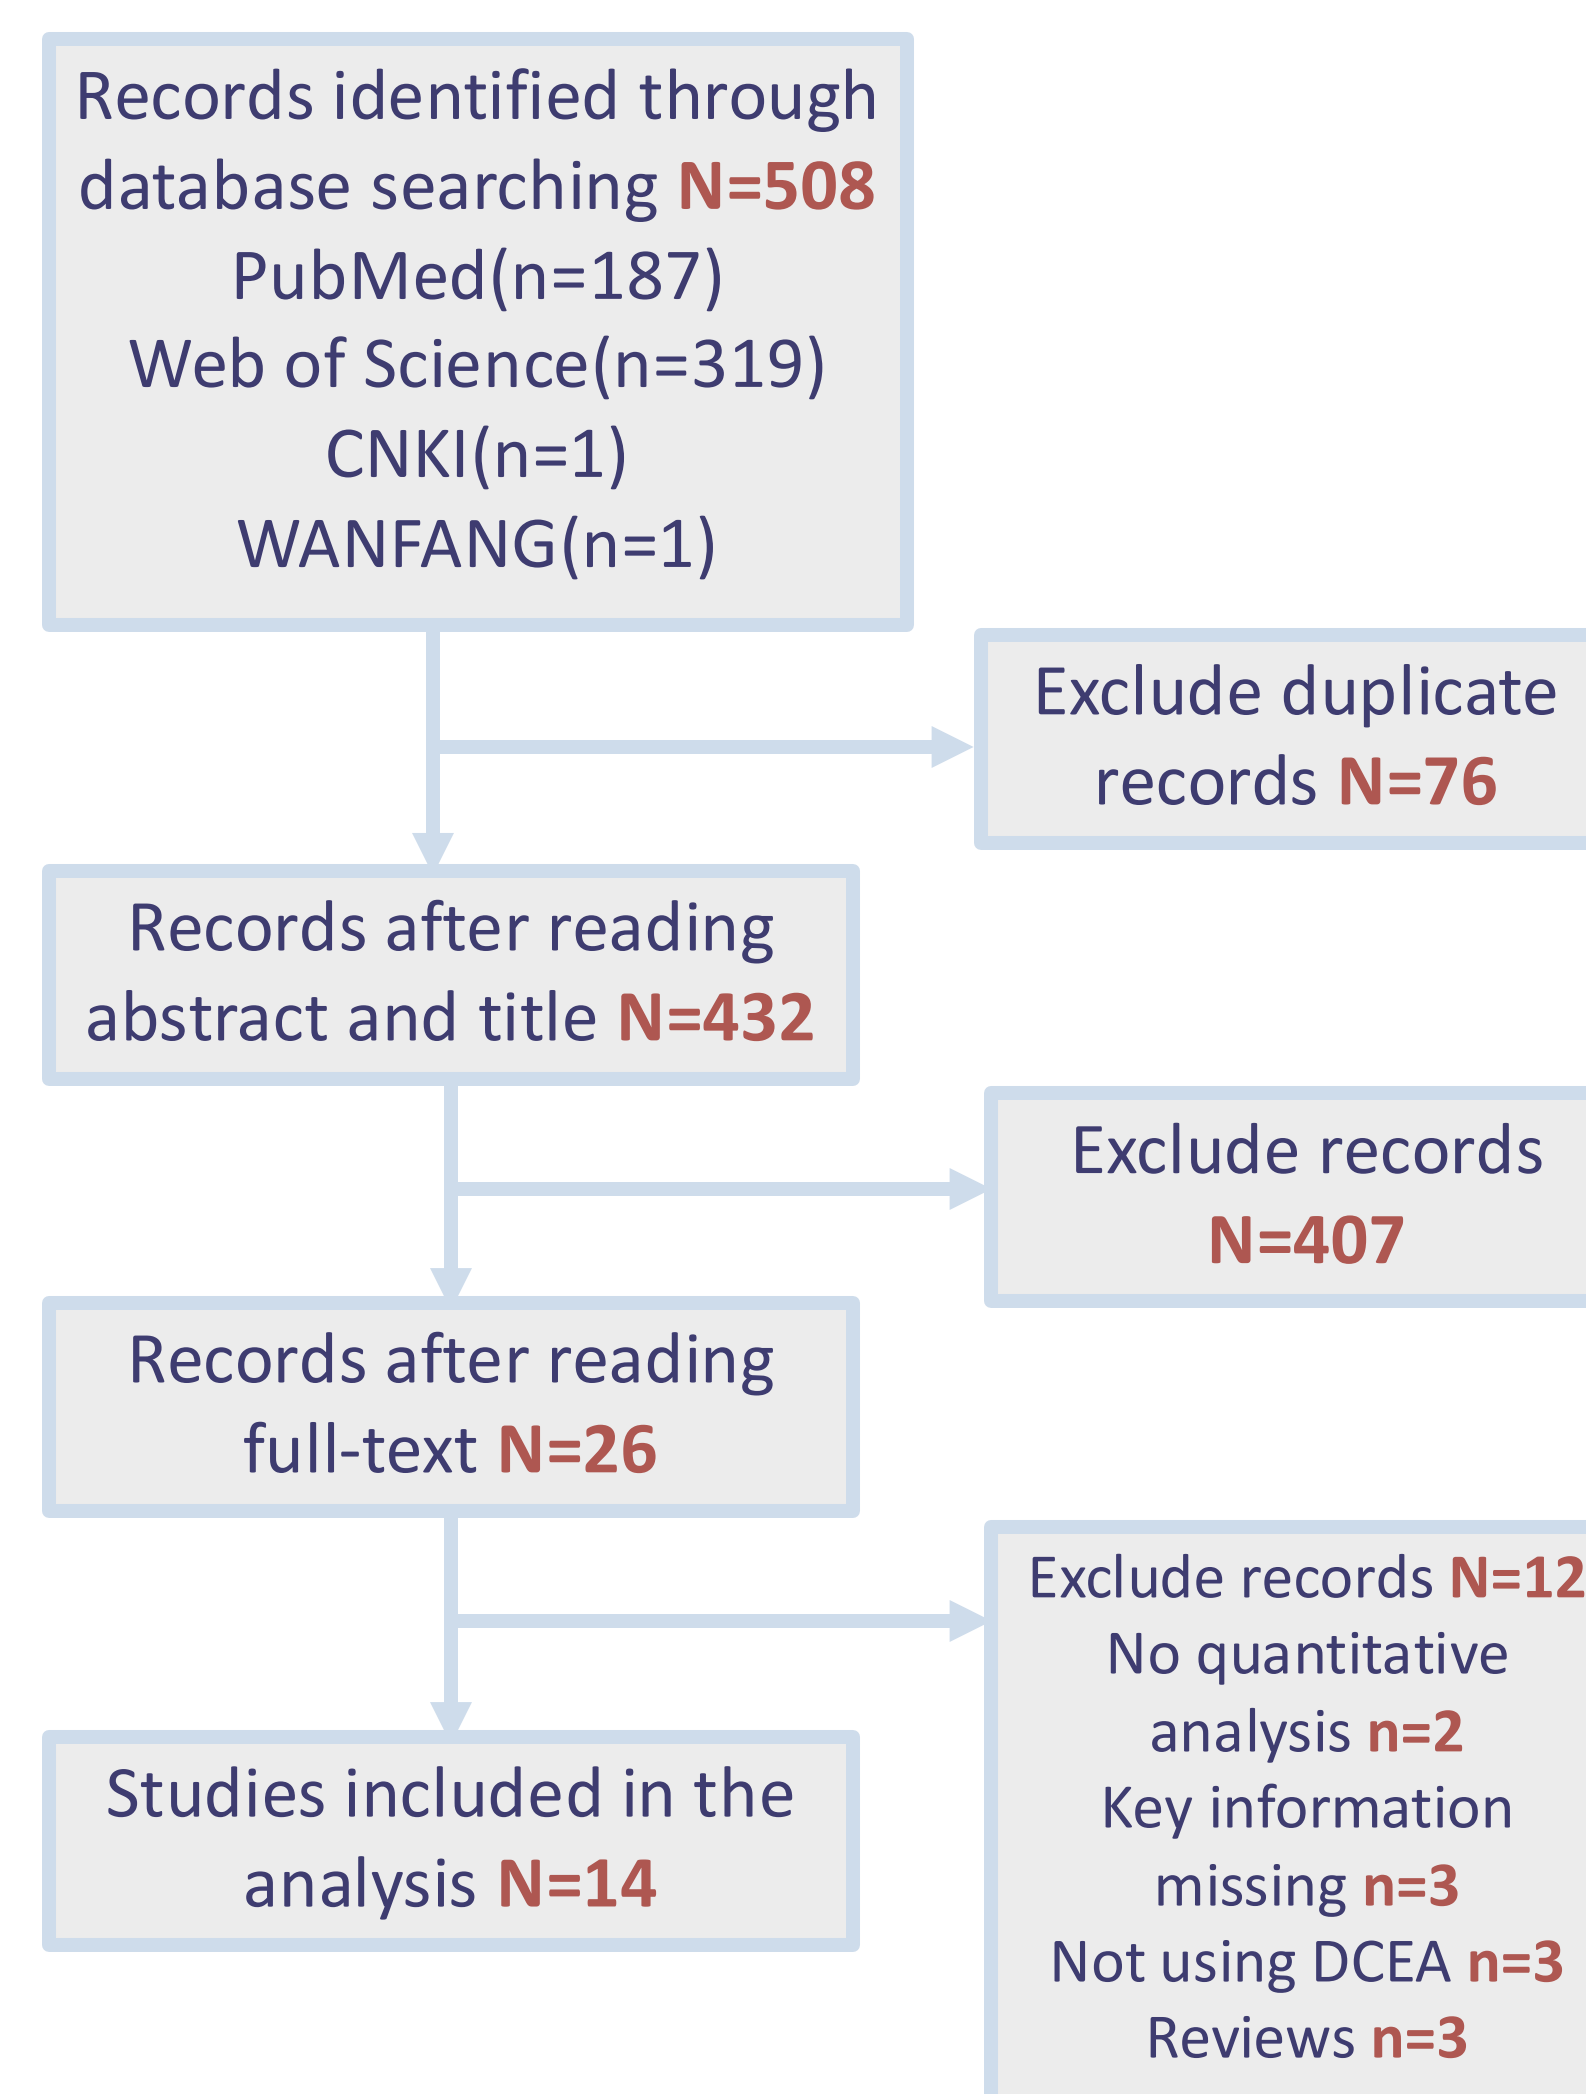 Records identified through
database searching N=508
PubMed(n=187)
Web of Science(n=319)
CNKI(n=1)
WANFANG(n=1)
Exclude duplicate
records N=76
Records after reading
abstract and title N=432
Exclude records
N=407
Records after reading
full-text N=26
Exclude records N=12
No quantitative
analysis n=2
Key information
missing n=3
Not using DCEA n=3
Reviews n=3
Studies included in the
analysis N=14